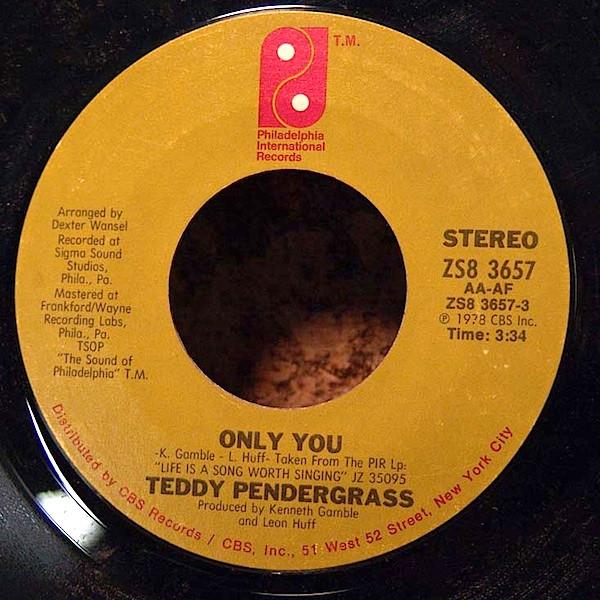 T.M.
Philadelphia
International
Records
Arranged by
Dexter Wansel
Recorded at
Sigma Sound
Studios,
Phila., Pa.
Mastered at
Frankford/Wayne
Recording Labs,
Phila., Pa.
TSOP
"The Sound of
Philadelphia" T.M.
STEREO
ZS8 3657
AA-AF
ZS8 3657-3
℗ 1978 CBS Inc.
Time: 3:34
ONLY YOU
-K. Gamble - L. Huff- Taken From The PIR Lp:
"LIFE IS A SONG WORTH SINGING" JZ 35095
TEDDY PENDERGRASS
Produced by Kenneth Gamble
and Leon Huff
Distributed by CBS Records / CBS, Inc., 51 West 52 Street, New York City